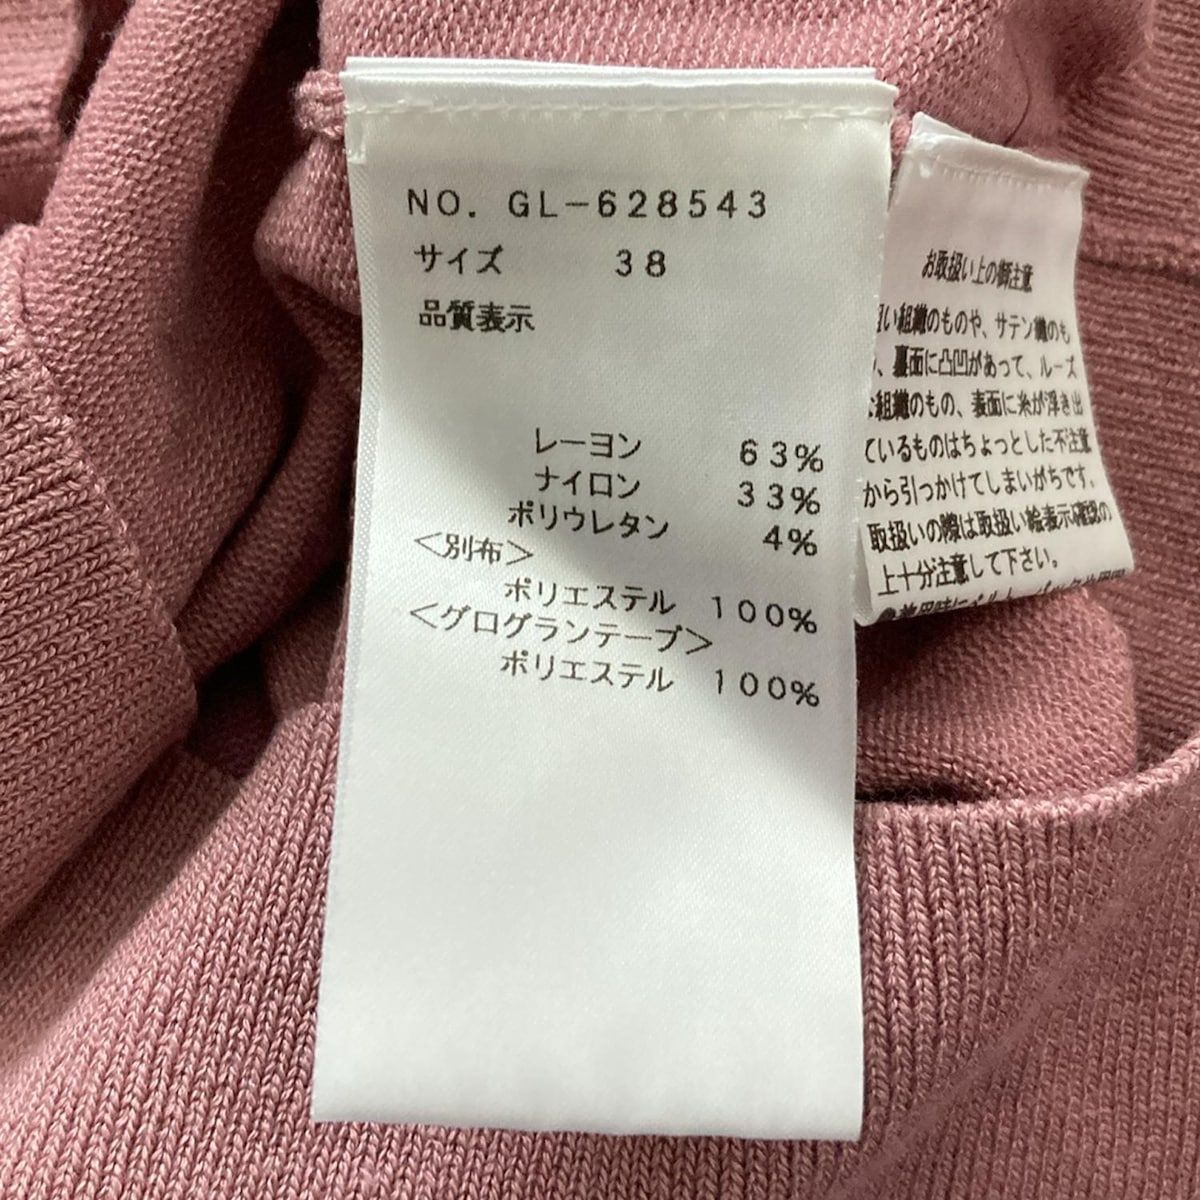 NO. GL-628543
サイズ 38
品質表示
レーヨン 63%
ナイロン 33%
ポリウレタン 4%
<別布>
ポリエステル 100%
<グログランテープ>
ポリエステル 100%
お取扱い上の御注意
い組織のものや、サテン織のも
、裏面に凸凹があって、ルーズ
な組織のもの、表面に糸が浮き出
ているものはちょっとした不注意
から引っかけてしまいがちです。
取扱いの際は取扱い絵表示確認の
上十分注意して下さい。